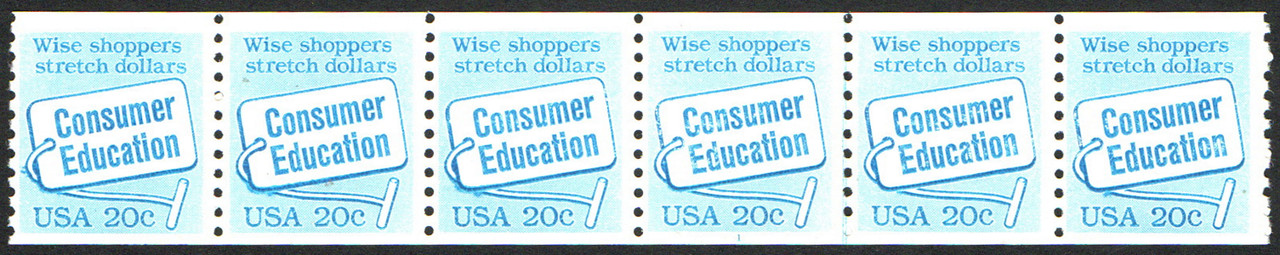 Wise shoppers
stretch dollars
Consumer
Education
USA 20c
Wise shoppers
stretch dollars
Consumer
Education
USA 20c
Wise shoppers
stretch dollars
Consumer
Education
USA 20c
Wise shoppers
stretch dollars
Consumer
Education
USA 20c
1
Wise shoppers
stretch dollars
Consumer
Education
USA 20c
Wise shoppers
stretch dollars
Consumer
Education
USA 20c